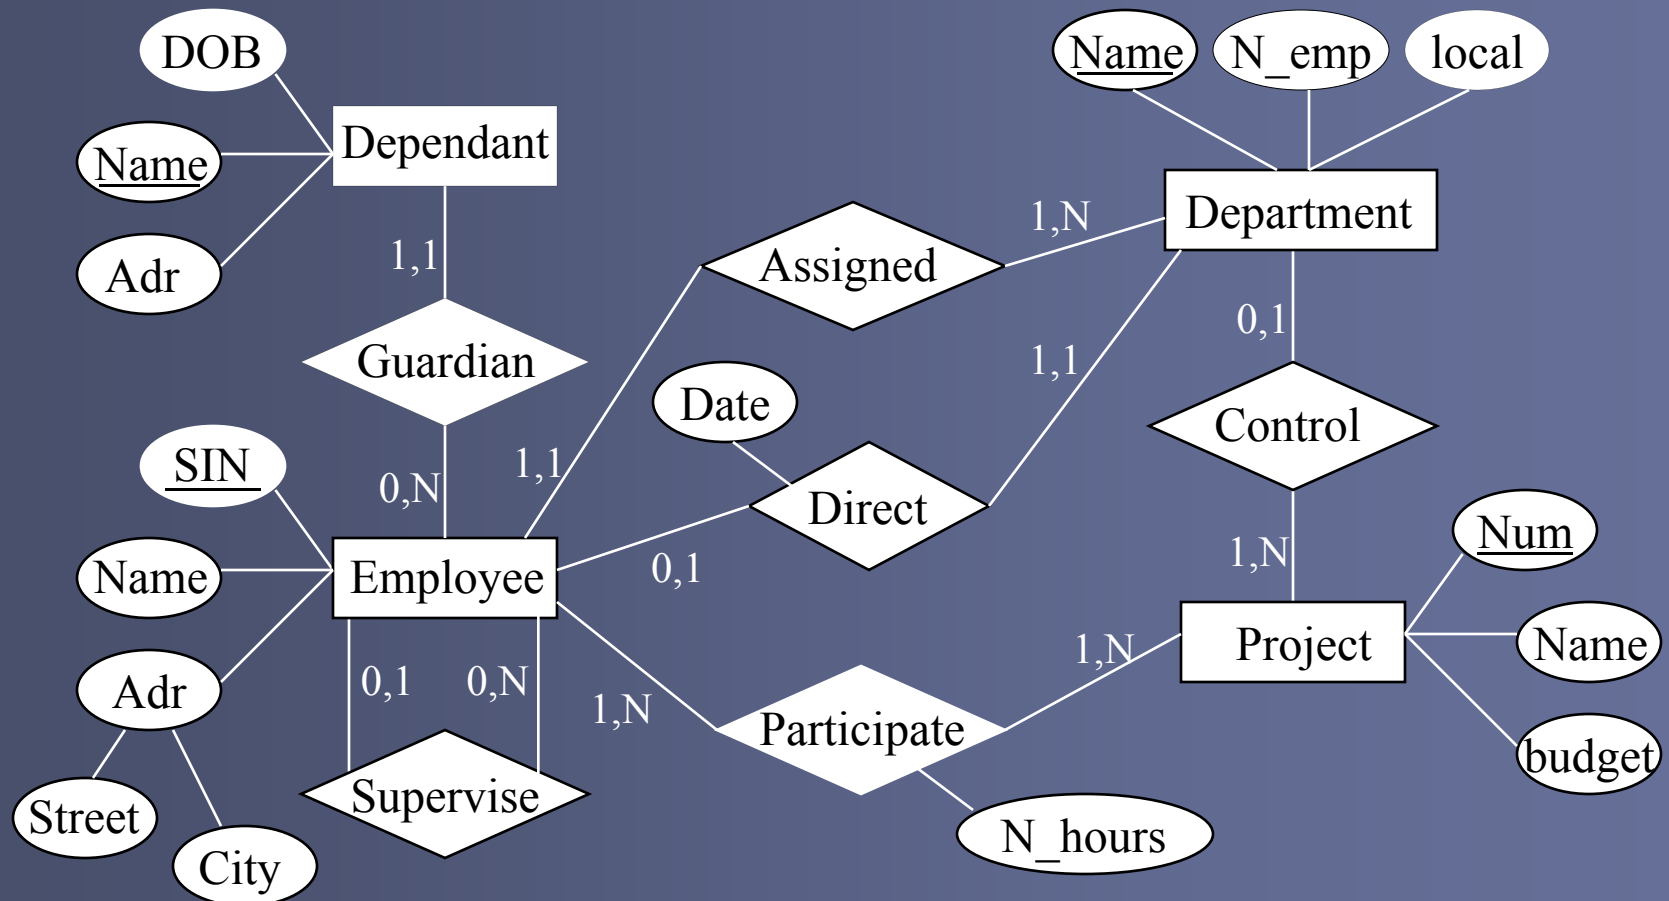 DOB
Name
N_emp
local
Dependant
Name
Adr
1,1
Assigned
1,N
Department
Guardian
0,1
1,1
Date
Control
SIN
0,N
1,1
Direct
Num
Name
Employee
0,1
1,N
Project
Name
Adr
0,1
0,N
1,N
1,N
Participate
budget
Street
Supervise
N_hours
City